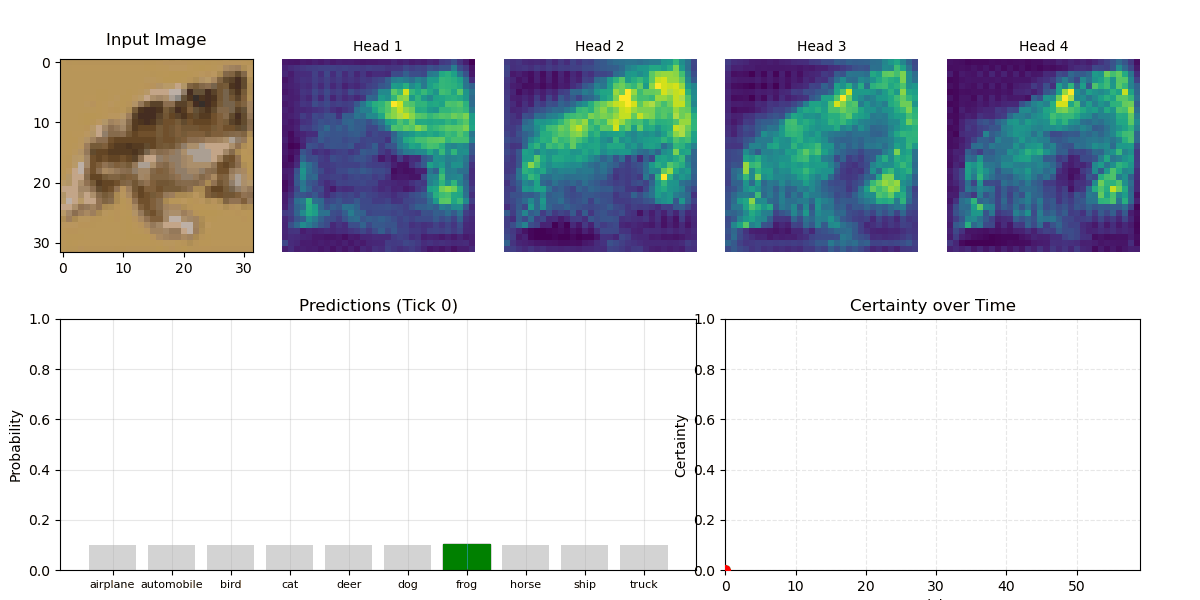 Input Image
Head 1
Head 2
Head 3
Head 4
0
10
20
30
0
10
20
30
Predictions (Tick 0)
Certainty over Time
Probability
1.0
0.8
0.6
0.4
0.2
0.0
airplane
automobile
bird
cat
deer
dog
frog
horse
ship
truck
Certainty
1.0
0.8
0.6
0.4
0.2
0.0
0
10
20
30
40
50